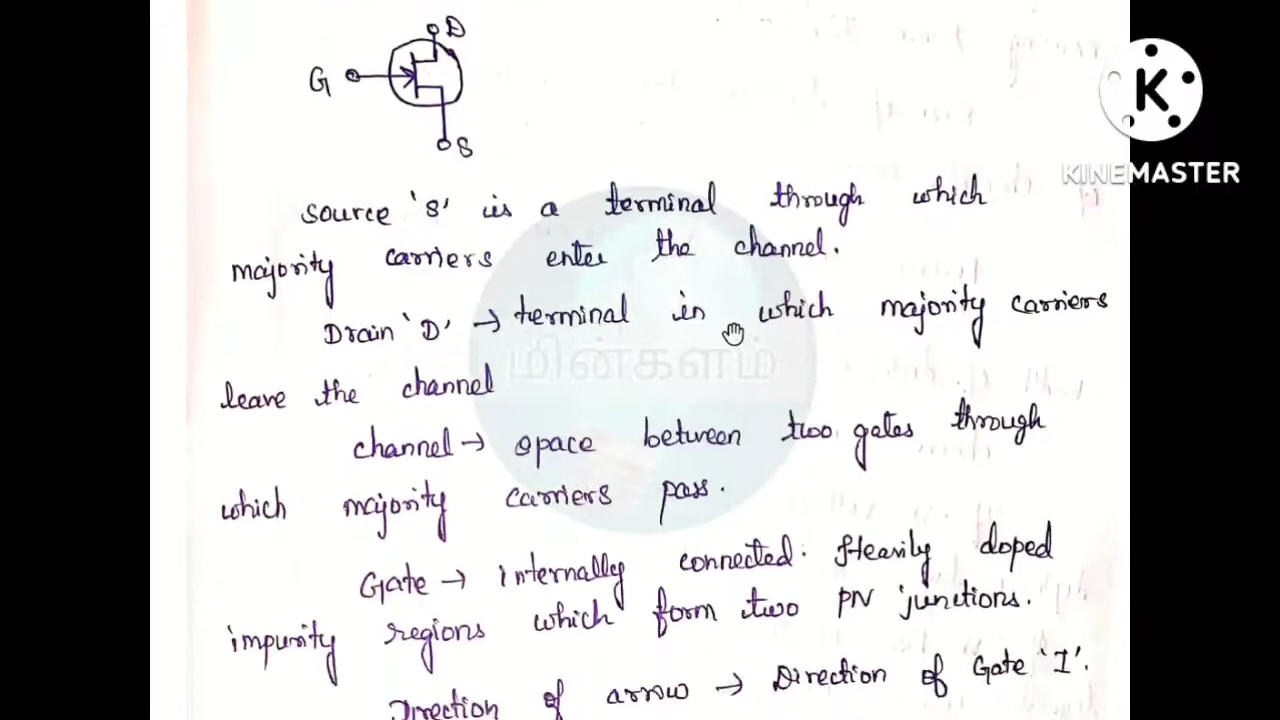 D
G
S
source 'S' is a terminal through which
majority carriers enter the channel.
Drain 'D' → terminal in which majority carriers
leave the channel
channel → space between two gates through
which majority carriers pass.
Gate → internally connected. Heavily doped
impurity regions which form two PN junctions.
Direction of arrow → Direction of Gate 'I'.
மின்களம்
K
KINEMASTER